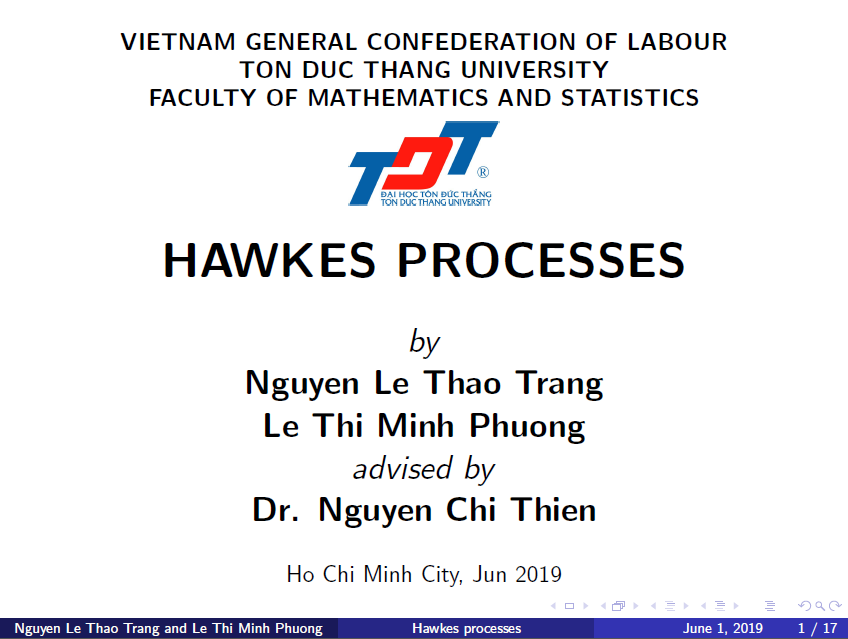 VIETNAM GENERAL CONFEDERATION OF LABOUR
TON DUC THANG UNIVERSITY
FACULTY OF MATHEMATICS AND STATISTICS
TDT®
ĐẠI HỌC TÔN ĐỨC THẮNG
TON DUC THANG UNIVERSITY
HAWKES PROCESSES
by
Nguyen Le Thao Trang
Le Thi Minh Phuong
advised by
Dr. Nguyen Chi Thien
Ho Chi Minh City, Jun 2019
Nguyen Le Thao Trang and Le Thi Minh Phuong Hawkes processes June 1, 2019 1 / 17